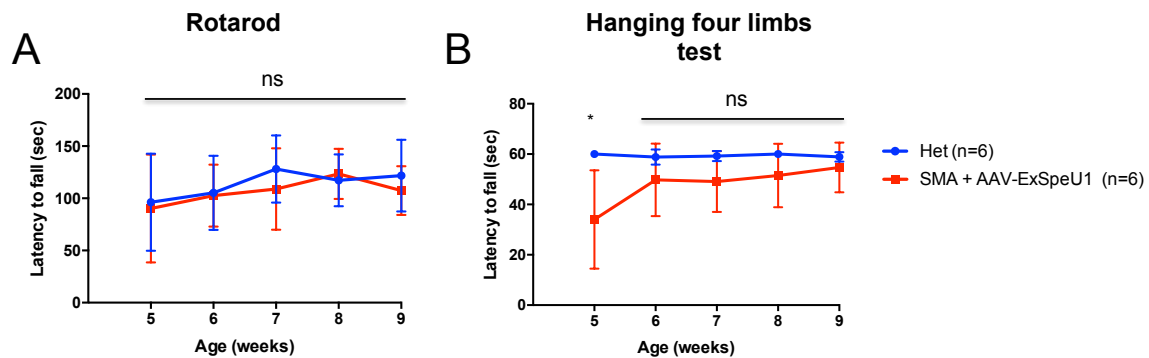 A
Rotarod
ns
200
150
100
50
0
Latency to fall (sec)
5 6 7 8 9
Age (weeks)
B
Hanging four limbs
test
*
ns
80
60
40
20
0
Latency to fall (sec)
5 6 7 8 9
Age (weeks)
Het (n=6)
SMA + AAV-ExSpeU1 (n=6)